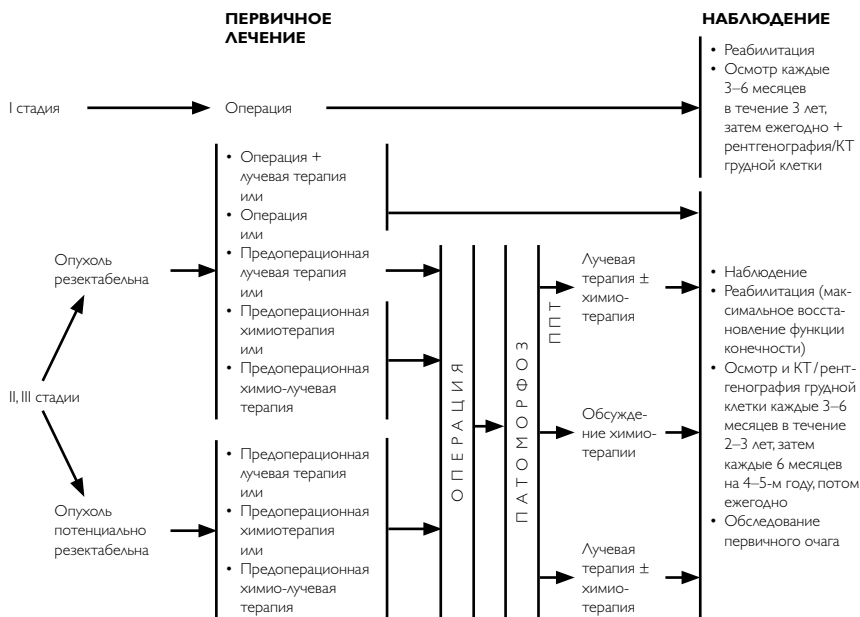 ПЕРВИЧНОЕ
ЛЕЧЕНИЕ
НАБЛЮДЕНИЕ
I стадия
Операция
• Реабилитация
• Осмотр каждые
3–6 месяцев
в течение 3 лет,
затем ежегодно +
рентгенография/КТ
грудной клетки
II, III стадии
Опухоль
резектабельна
• Операция +
лучевая терапия
или
• Операция
или
• Предоперационная
лучевая терапия
или
• Предоперационная
химиотерапия
или
• Предоперационная
химио-лучевая
терапия
Опухоль
потенциально
резектабельна
• Предоперационная
лучевая терапия
или
• Предоперационная
химиотерапия
или
• Предоперационная
химио-лучевая
терапия
ОПЕРАЦИЯ
ПАТОМОРФОЗ
ППТ
Лучевая
терапия ±
химио-
терапия
Обсужде-
ние химио-
терапии
Лучевая
терапия ±
химио-
терапия
• Наблюдение
• Реабилитация (мак-
симальное восста-
новление функции
конечности)
• Осмотр и КТ/рент-
генография грудной
клетки каждые 3–6
месяцев в течение
2–3 лет, затем
каждые 6 месяцев
на 4–5-м году, потом
ежегодно
• Обследование
первичного очага